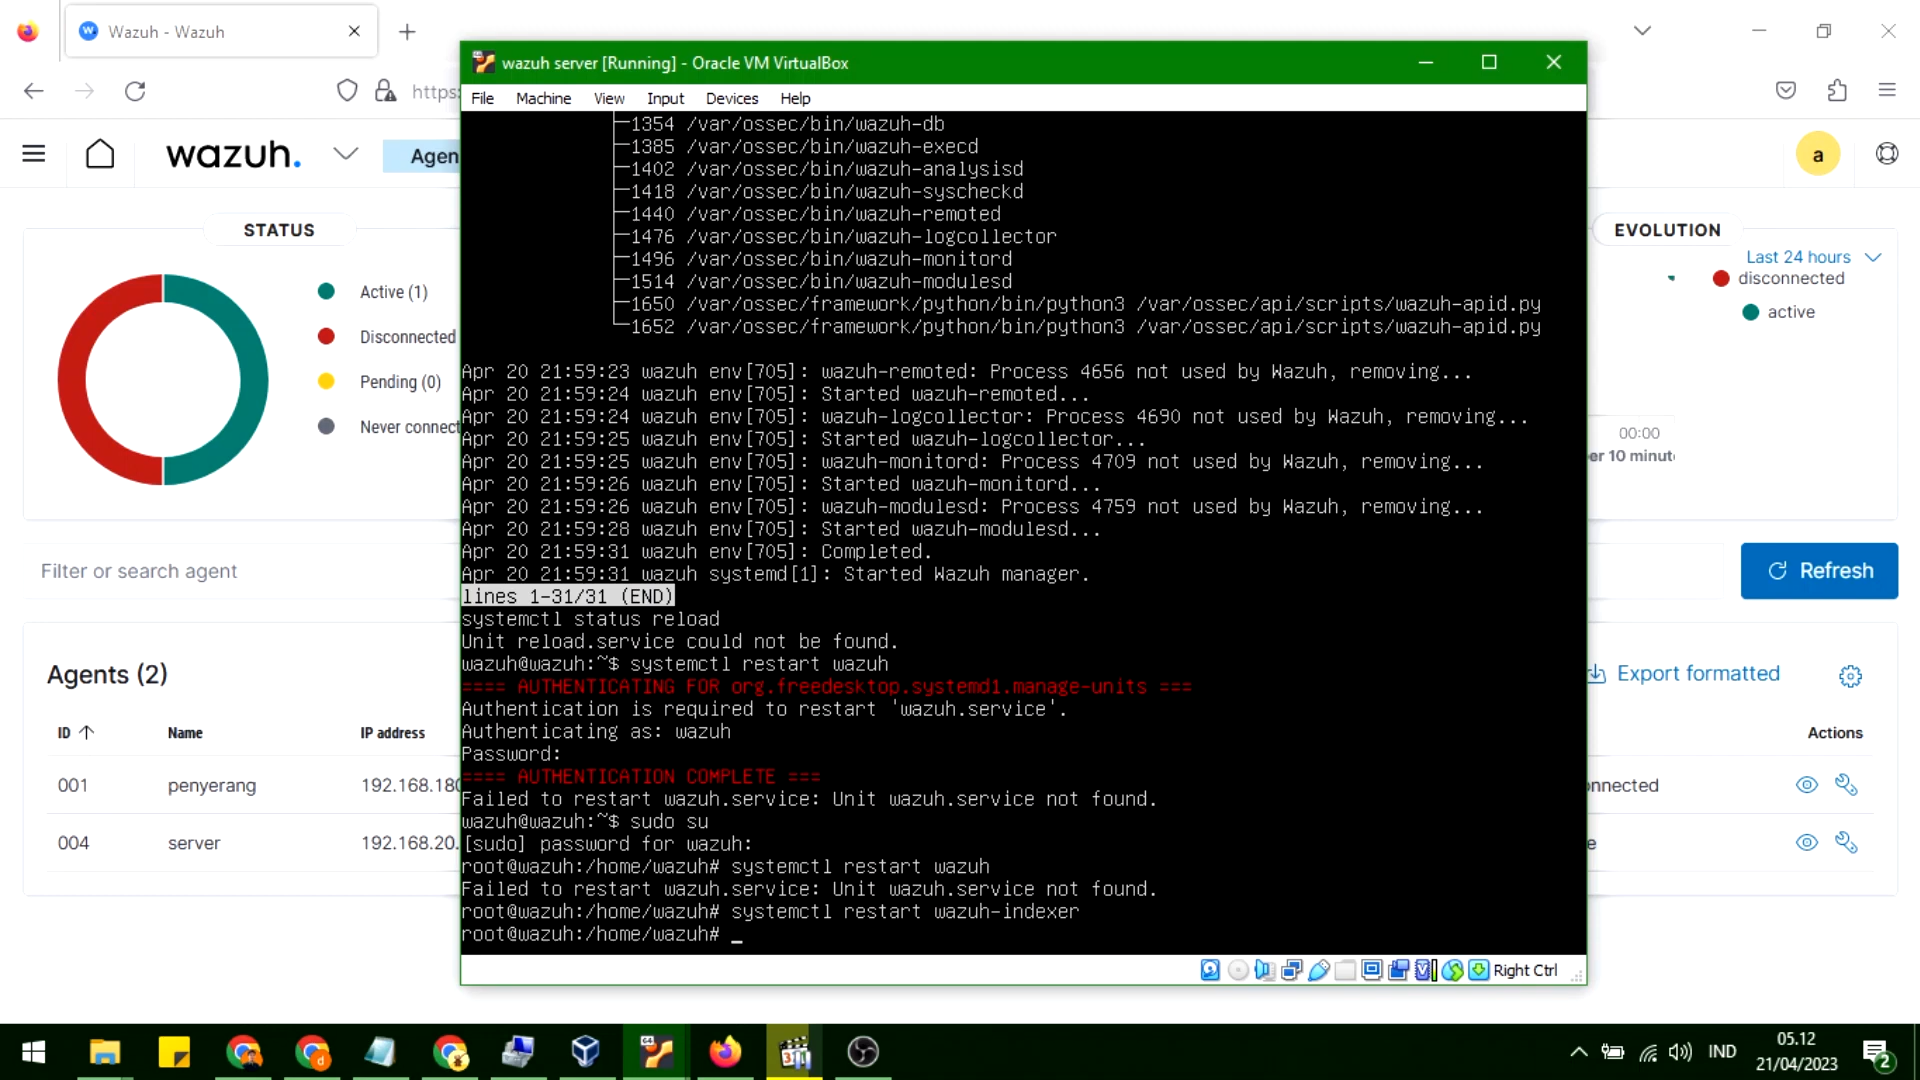 Wazuh - Wazuh
https:
wazuh.
Agen
a
STATUS
Active (1)
Disconnected
Pending (0)
Never connect
EVOLUTION
Last 24 hours
disconnected
active
00:00
er 10 minut
Filter or search agent
Refresh
Agents (2)
Export formatted
ID
Name
IP address
Actions
001
penyerang
192.168.180
nnected
004
server
192.168.20.
e
wazuh server [Running] - Oracle VM VirtualBox
File Machine View Input Devices Help
├─1354 /var/ossec/bin/wazuh-db
├─1385 /var/ossec/bin/wazuh-execd
├─1402 /var/ossec/bin/wazuh-analysisd
├─1418 /var/ossec/bin/wazuh-syscheckd
├─1440 /var/ossec/bin/wazuh-remoted
├─1476 /var/ossec/bin/wazuh-logcollector
├─1496 /var/ossec/bin/wazuh-monitord
├─1514 /var/ossec/bin/wazuh-modulesd
├─1650 /var/ossec/framework/python/bin/python3 /var/ossec/api/scripts/wazuh-apid.py
└─1652 /var/ossec/framework/python/bin/python3 /var/ossec/api/scripts/wazuh-apid.py
Apr 20 21:59:23 wazuh env[705]: wazuh-remoted: Process 4656 not used by Wazuh, removing...
Apr 20 21:59:24 wazuh env[705]: Started wazuh-remoted...
Apr 20 21:59:24 wazuh env[705]: wazuh-logcollector: Process 4690 not used by Wazuh, removing...
Apr 20 21:59:25 wazuh env[705]: Started wazuh-logcollector...
Apr 20 21:59:25 wazuh env[705]: wazuh-monitord: Process 4709 not used by Wazuh, removing...
Apr 20 21:59:26 wazuh env[705]: Started wazuh-monitord...
Apr 20 21:59:26 wazuh env[705]: wazuh-modulesd: Process 4759 not used by Wazuh, removing...
Apr 20 21:59:28 wazuh env[705]: Started wazuh-modulesd...
Apr 20 21:59:31 wazuh env[705]: Completed.
Apr 20 21:59:31 wazuh systemd[1]: Started Wazuh manager.
lines 1-31/31 (END)
systemctl status reload
Unit reload.service could not be found.
wazuh@wazuh:~$ systemctl restart wazuh
==== AUTHENTICATING FOR org.freedesktop.systemd1.manage-units ===
Authentication is required to restart 'wazuh.service'.
Authenticating as: wazuh
Password:
==== AUTHENTICATION COMPLETE ===
Failed to restart wazuh.service: Unit wazuh.service not found.
wazuh@wazuh:~$ sudo su
[sudo] password for wazuh:
root@wazuh:/home/wazuh# systemctl restart wazuh
Failed to restart wazuh.service: Unit wazuh.service not found.
root@wazuh:/home/wazuh# systemctl restart wazuh-indexer
root@wazuh:/home/wazuh# _
Right Ctrl
IND
05.12
21/04/2023
2